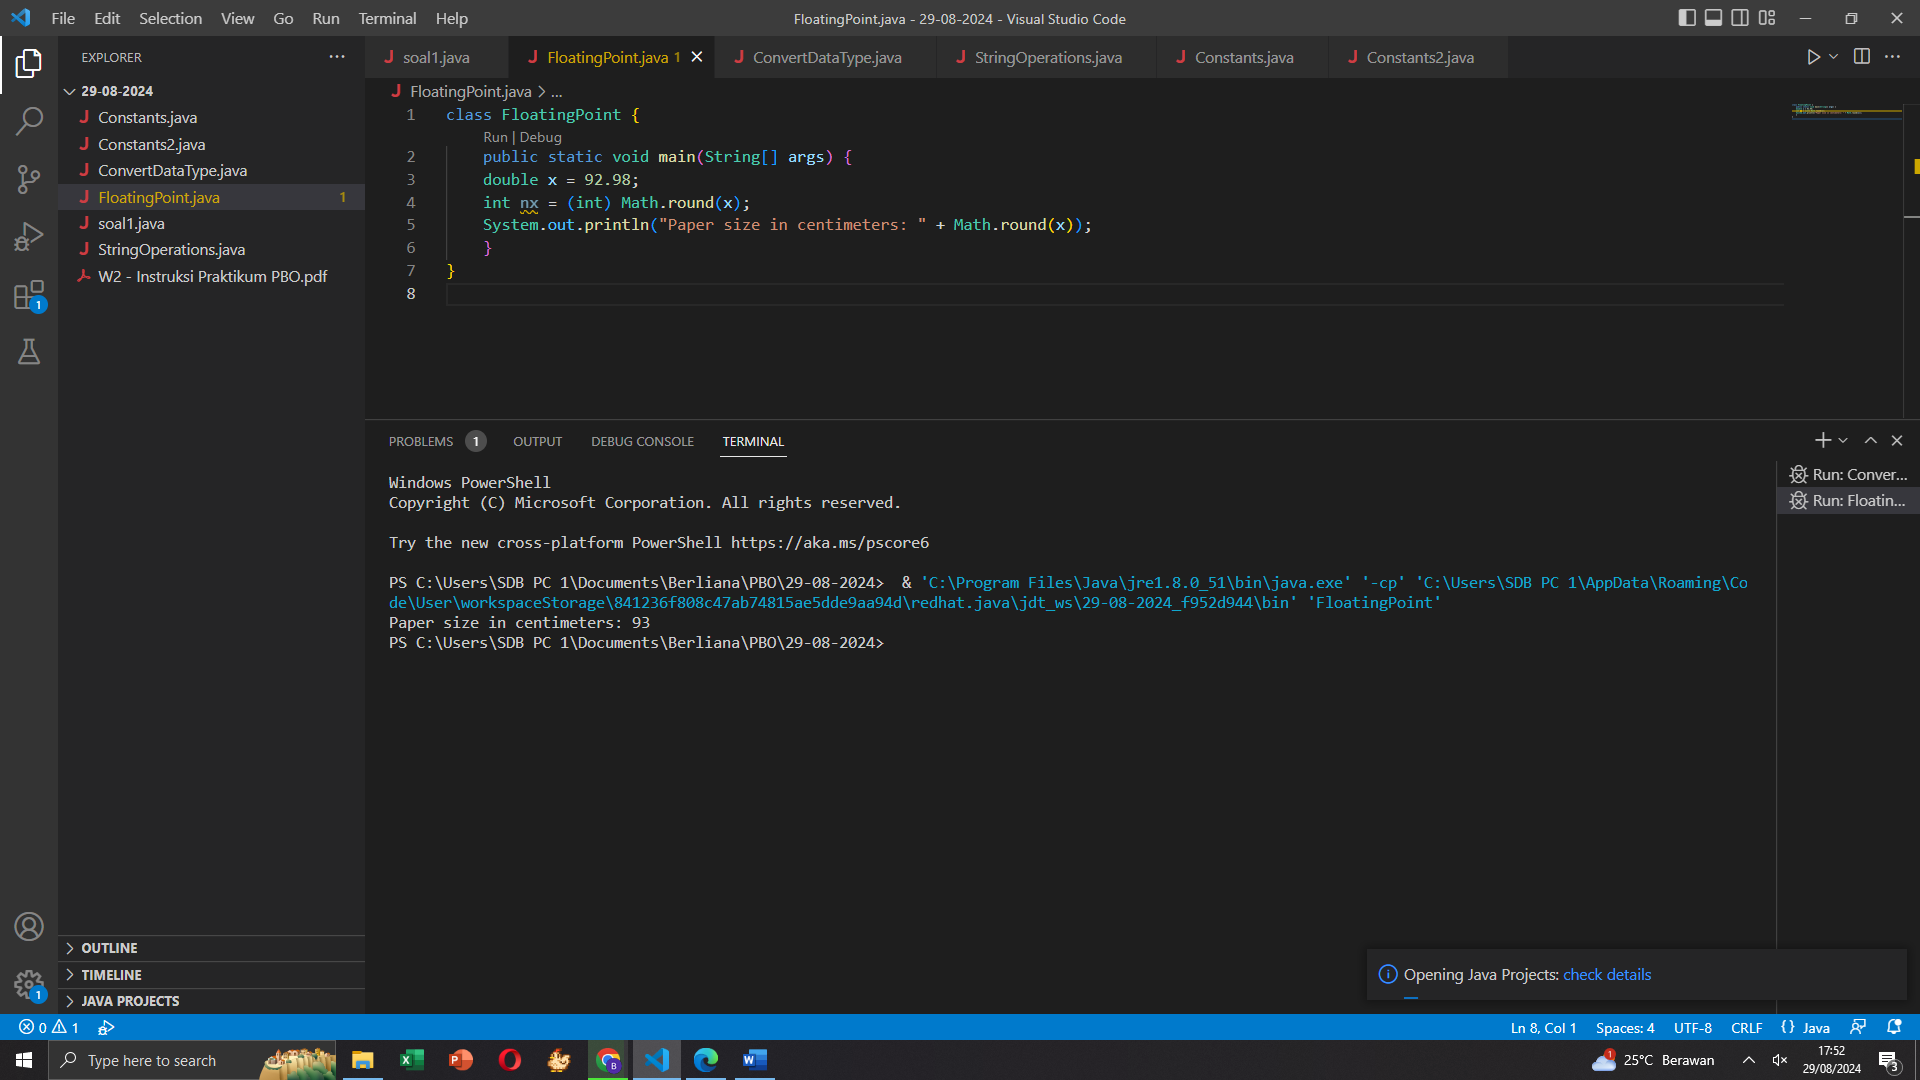 File Edit Selection View Go Run Terminal Help
FloatingPoint.java - 29-08-2024 - Visual Studio Code
EXPLORER
29-08-2024
Constants.java
Constants2.java
ConvertDataType.java
FloatingPoint.java 1
soal1.java
StringOperations.java
W2 - Instruksi Praktikum PBO.pdf
OUTLINE
TIMELINE
JAVA PROJECTS
1
1
soal1.java FloatingPoint.java 1 ConvertDataType.java StringOperations.java Constants.java Constants2.java
FloatingPoint.java > ...
1 class FloatingPoint {
Run | Debug
2 public static void main(String[] args) {
3 double x = 92.98;
4 int nx = (int) Math.round(x);
5 System.out.println("Paper size in centimeters: " + Math.round(x));
6 }
7 }
8
PROBLEMS 1 OUTPUT DEBUG CONSOLE TERMINAL
Windows PowerShell
Copyright (C) Microsoft Corporation. All rights reserved.
Try the new cross-platform PowerShell https://aka.ms/pscore6
PS C:\Users\SDB PC 1\Documents\Berliana\PBO\29-08-2024>  & 'C:\Program Files\Java\jre1.8.0_51\bin\java.exe' '-cp' 'C:\Users\SDB PC 1\AppData\Roaming\Co
de\User\workspaceStorage\841236f808c47ab74815ae5dde9aa94d\redhat.java\jdt_ws\29-08-2024_f952d944\bin' 'FloatingPoint'
Paper size in centimeters: 93
PS C:\Users\SDB PC 1\Documents\Berliana\PBO\29-08-2024>
Run: Conver...
Run: Floatin...
Opening Java Projects: check details
0 1
Ln 8, Col 1 Spaces: 4 UTF-8 CRLF {} Java
Type here to search
25°C Berawan
17:52
29/08/2024
3